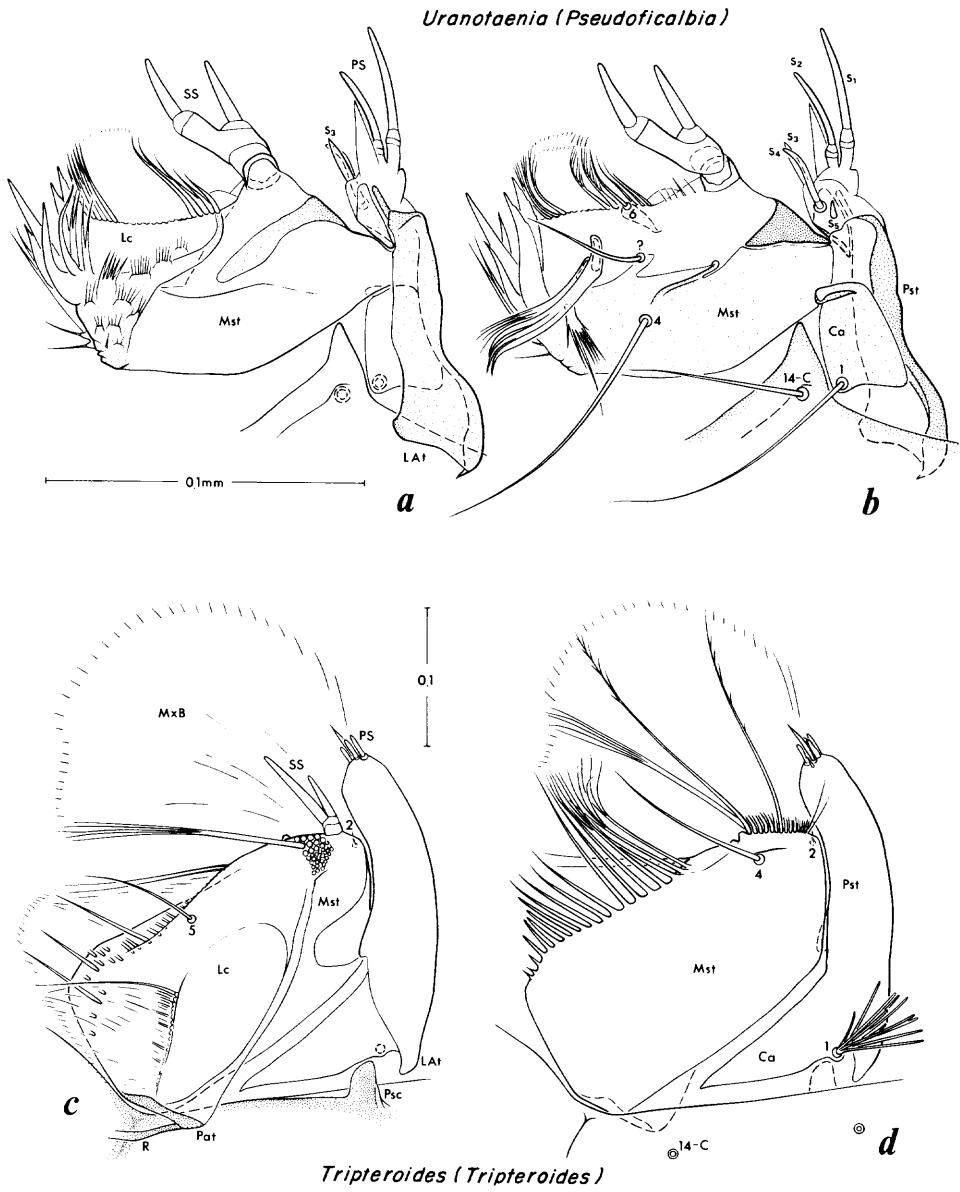 Uranotaenia (Pseudoficalbia)
SS
PS
S3
Lc
Mst
LAt
0.1mm
a
S2
S1
S3
S4
6
S5
?
Pst
4
Mst
Ca
14-C
1
b
0.1
MxB
PS
SS
2
5
Mst
Lc
LAt
Psc
c
Pat
R
2
4
Pst
Mst
1
Ca
14-C
d
Tripteroides (Tripteroides)